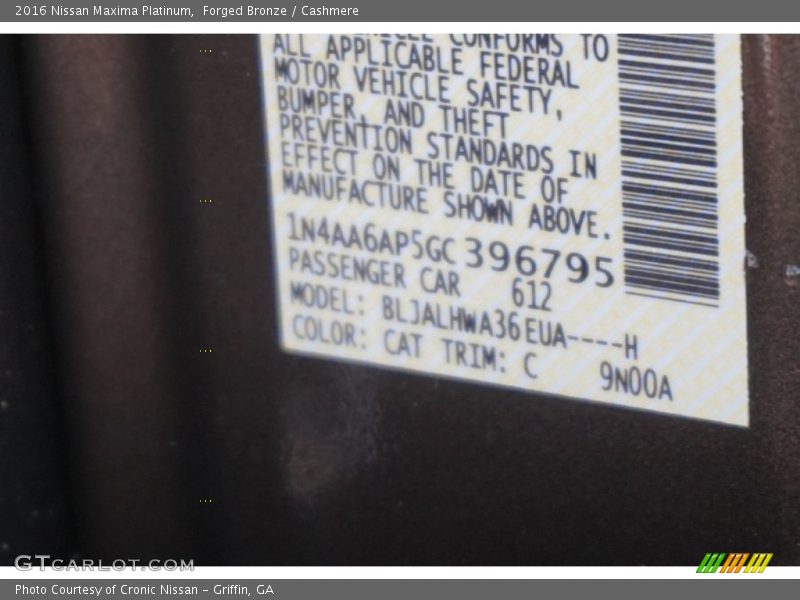 2016 Nissan Maxima Platinum,  Forged Bronze / Cashmere
CONFORMS TO
ALL APPLICABLE FEDERAL
MOTOR VEHICLE SAFETY,
BUMPER, AND THEFT
PREVENTION STANDARDS IN
EFFECT ON THE DATE OF
MANUFACTURE SHOWN ABOVE.
1N4AA6AP5GC396795
PASSENGER CAR 612
MODEL: BLJALHWA36EUA----H
COLOR: CAT TRIM: C 9N00A
GTCARLOT.COM
Photo Courtesy of Cronic Nissan - Griffin, GA